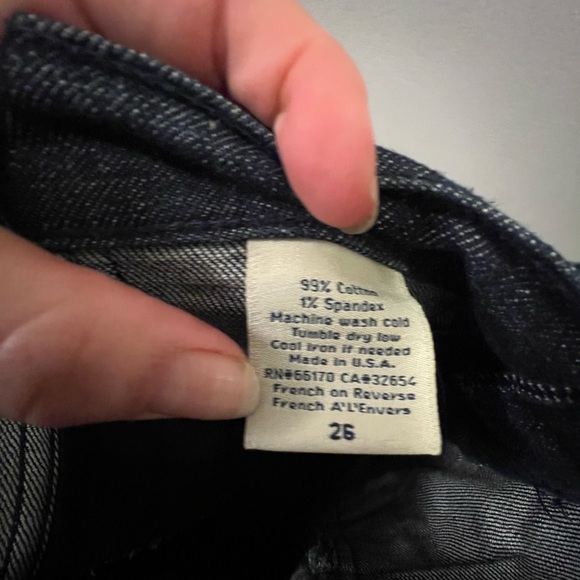 99% Cotton
1% Spandex
Machine wash cold
Tumble dry low
Cool iron if needed
Made in U.S.A.
RN#66170 CA#32654
French on Reverse
French A'L'Envers
26